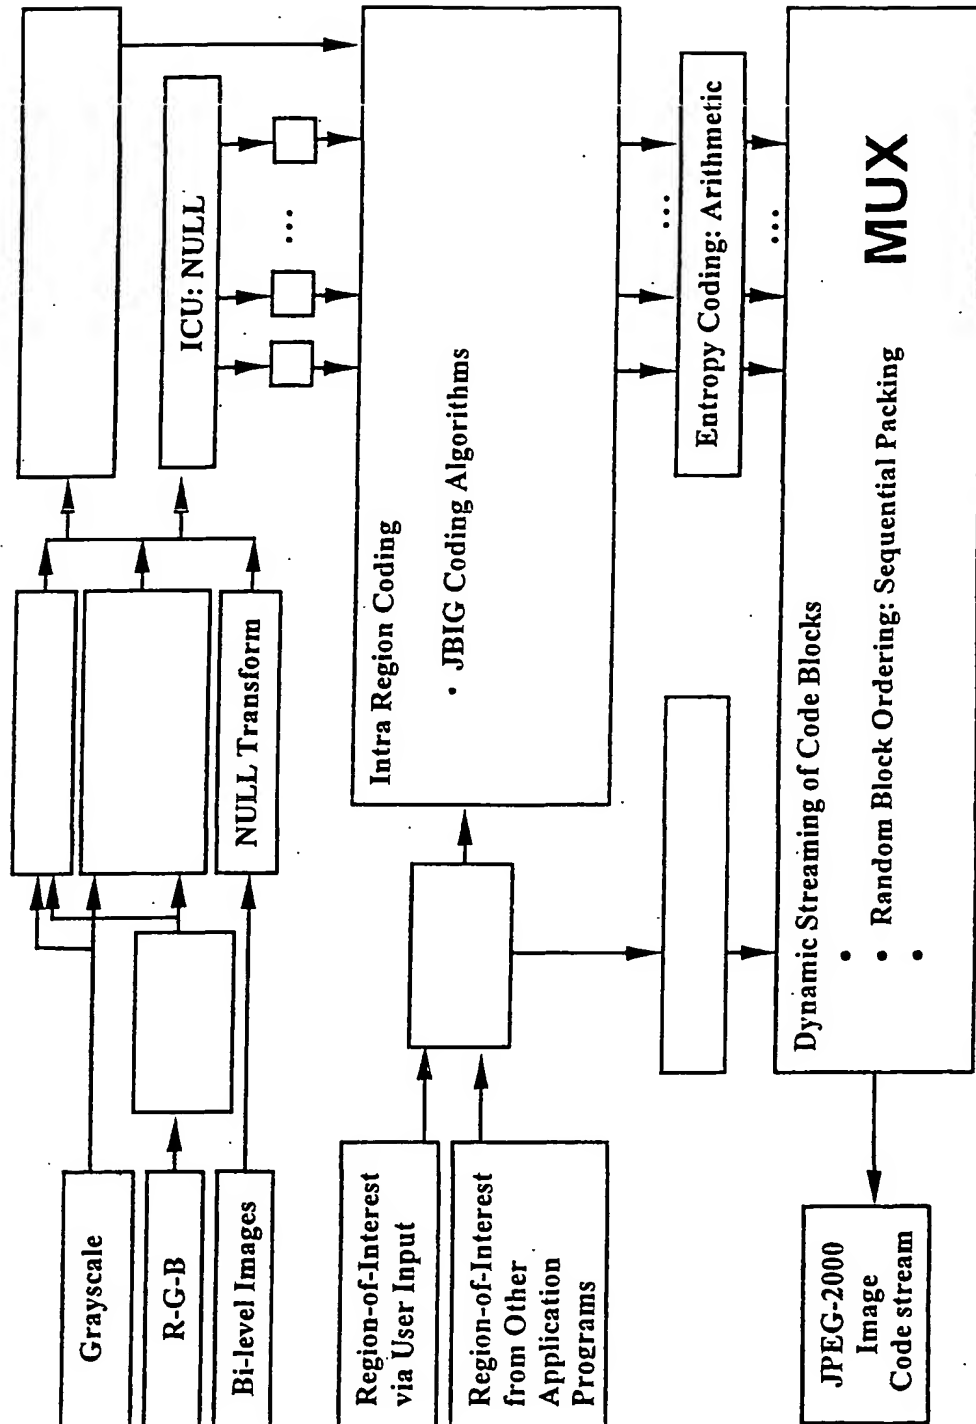 Grayscale
R-G-B
Bi-level Images
NULL Transform
ICU: NULL
...
Region-of-Interest
via User Input
Region-of-Interest
from Other
Application
Programs
Intra Region Coding
• JBIG Coding Algorithms
...
Entropy Coding: Arithmetic
...
Dynamic Streaming of Code Blocks
•
• Random Block Ordering: Sequential Packing
•
MUX
JPEG-2000
Image
Code stream